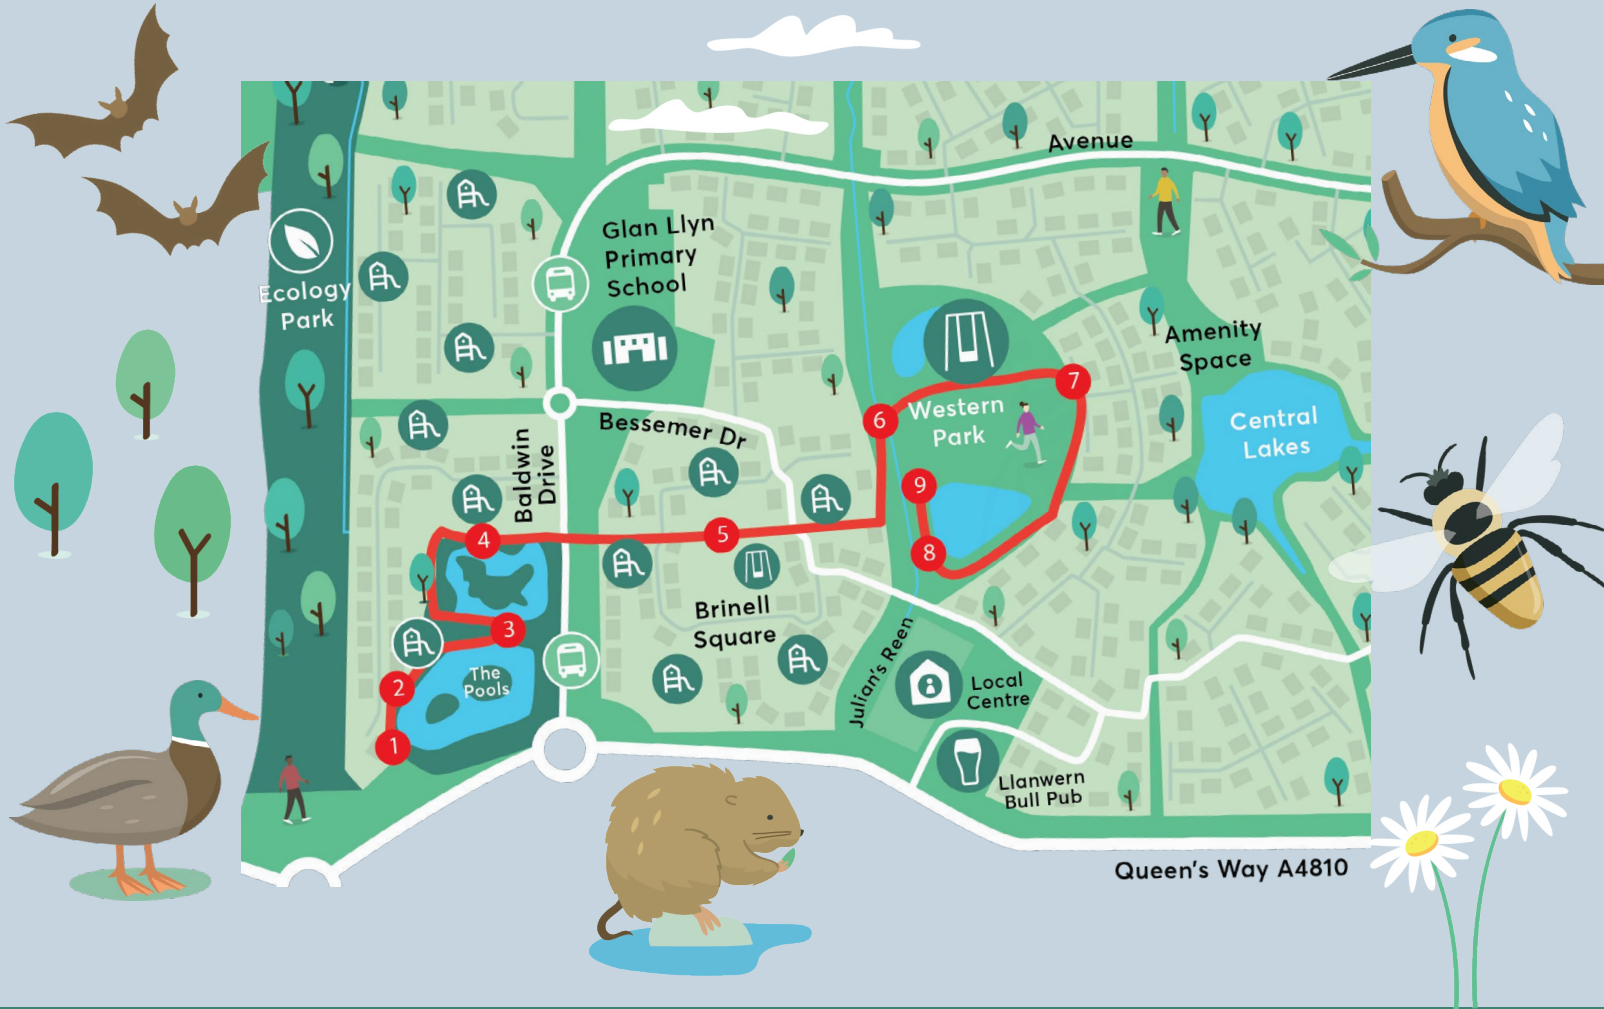 Avenue
Glan Llyn
Primary
School
Ecology
Park
Amenity
Space
7
6
Western
Park
Central
Lakes
Bessemer Dr
Baldwin
Drive
9
4
5
8
Brinell
Square
3
The
Pools
2
1
Julian's Reen
Local
Centre
Llanwern
Bull Pub
Queen's Way A4810